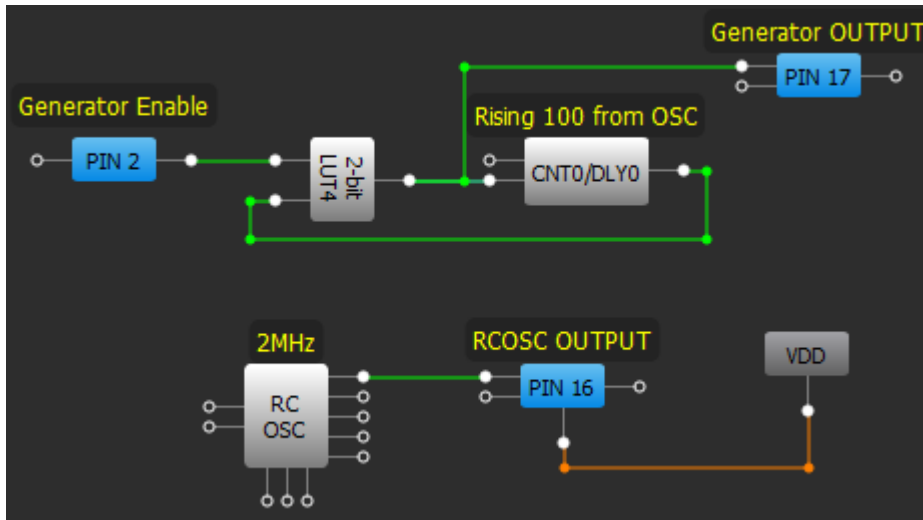 Generator OUTPUT
PIN 17
Generator Enable
Rising 100 from OSC
PIN 2
2-bit
LUT4
CNT0/DLY0
2MHz
RCOSC OUTPUT
VDD
RC
OSC
PIN 16